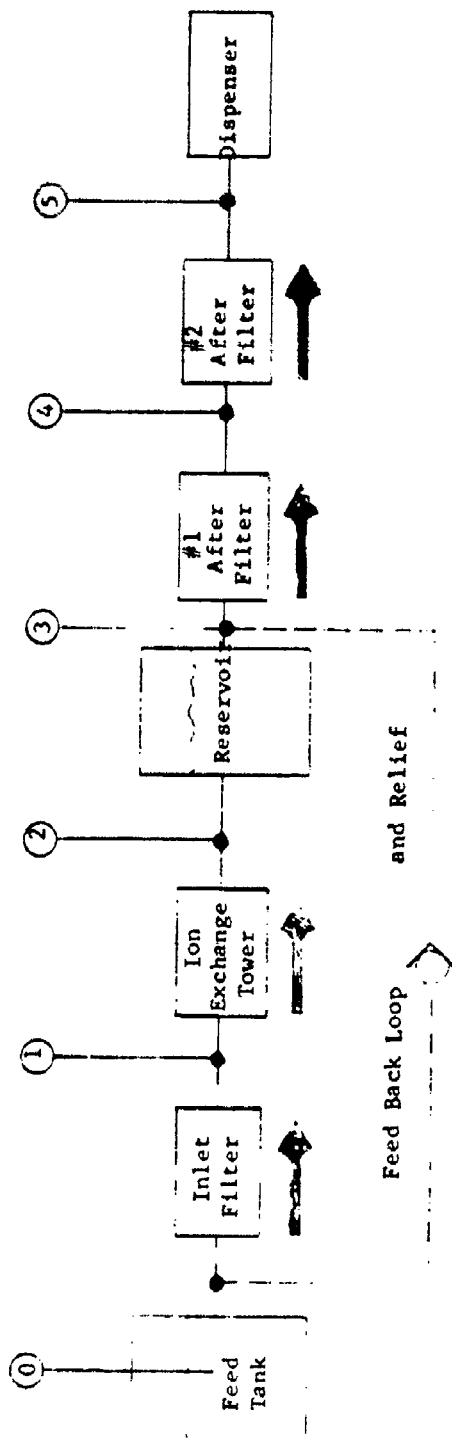 0
1
2
3
4
5
Feed
Tank
Inlet
Filter
Ion
Exchange
Tower
Reservoir
#1
After
Filter
#2
After
Filter
Dispenser
Feed Back Loop
and Relief